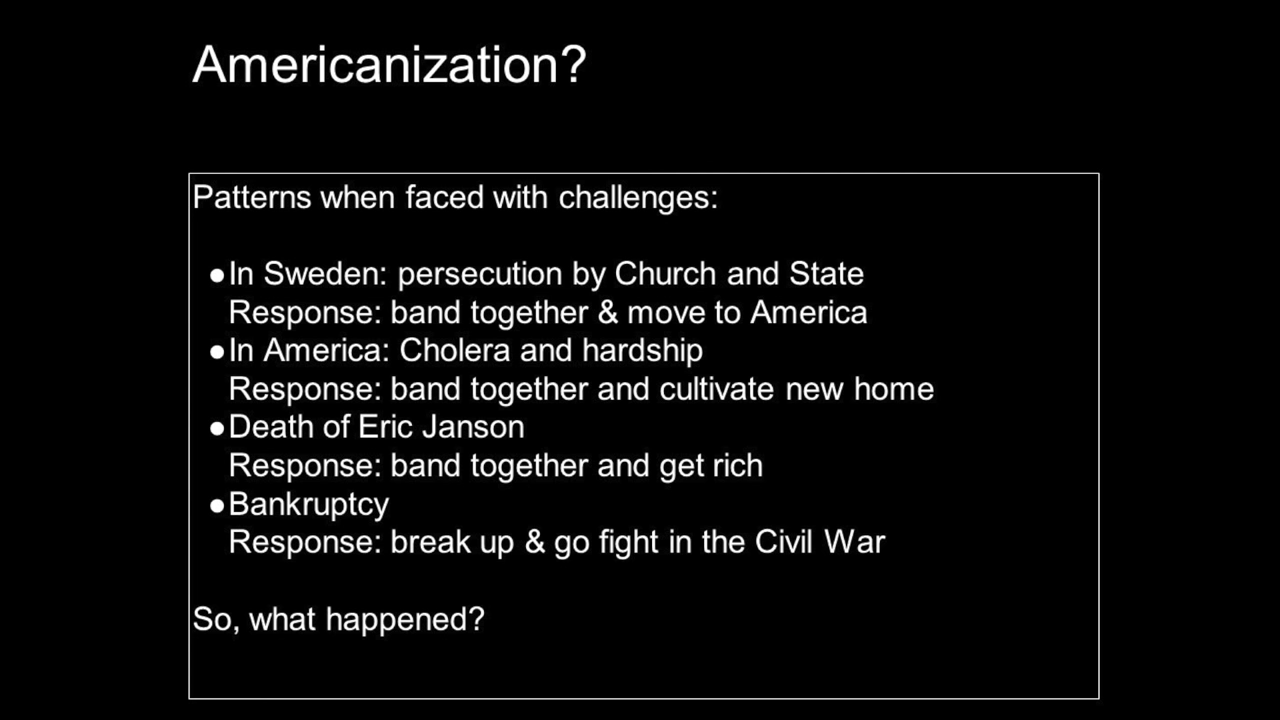 Americanization?
Patterns when faced with challenges:
●In Sweden: persecution by Church and State
Response: band together & move to America
●In America: Cholera and hardship
Response: band together and cultivate new home
●Death of Eric Janson
Response: band together and get rich
●Bankruptcy
Response: break up & go fight in the Civil War
So, what happened?